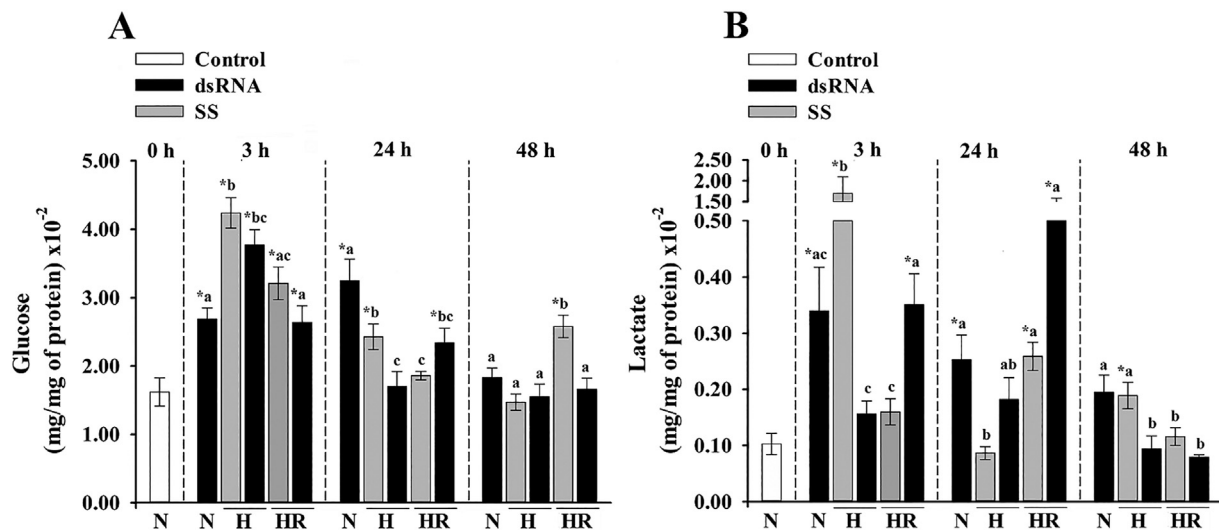 A
Control
dsRNA
SS
0 h 3 h 24 h 48 h
5.00
4.00
3.00
2.00
1.00
0.00
Glucose
(mg/mg of protein) x10-2
*a *b *bc *ac *a
*a *b c c *bc
a a a *b a
N N H HR N H HR N H HR
B
Control
dsRNA
SS
0 h 3 h 24 h 48 h
2.50
2.00
1.50
0.50
0.40
0.30
0.20
0.10
0.00
Lactate
(mg/mg of protein) x10-2
*ac *b c c *a
*a b ab *a *a
a *a b b b
N N H HR N H HR N H HR